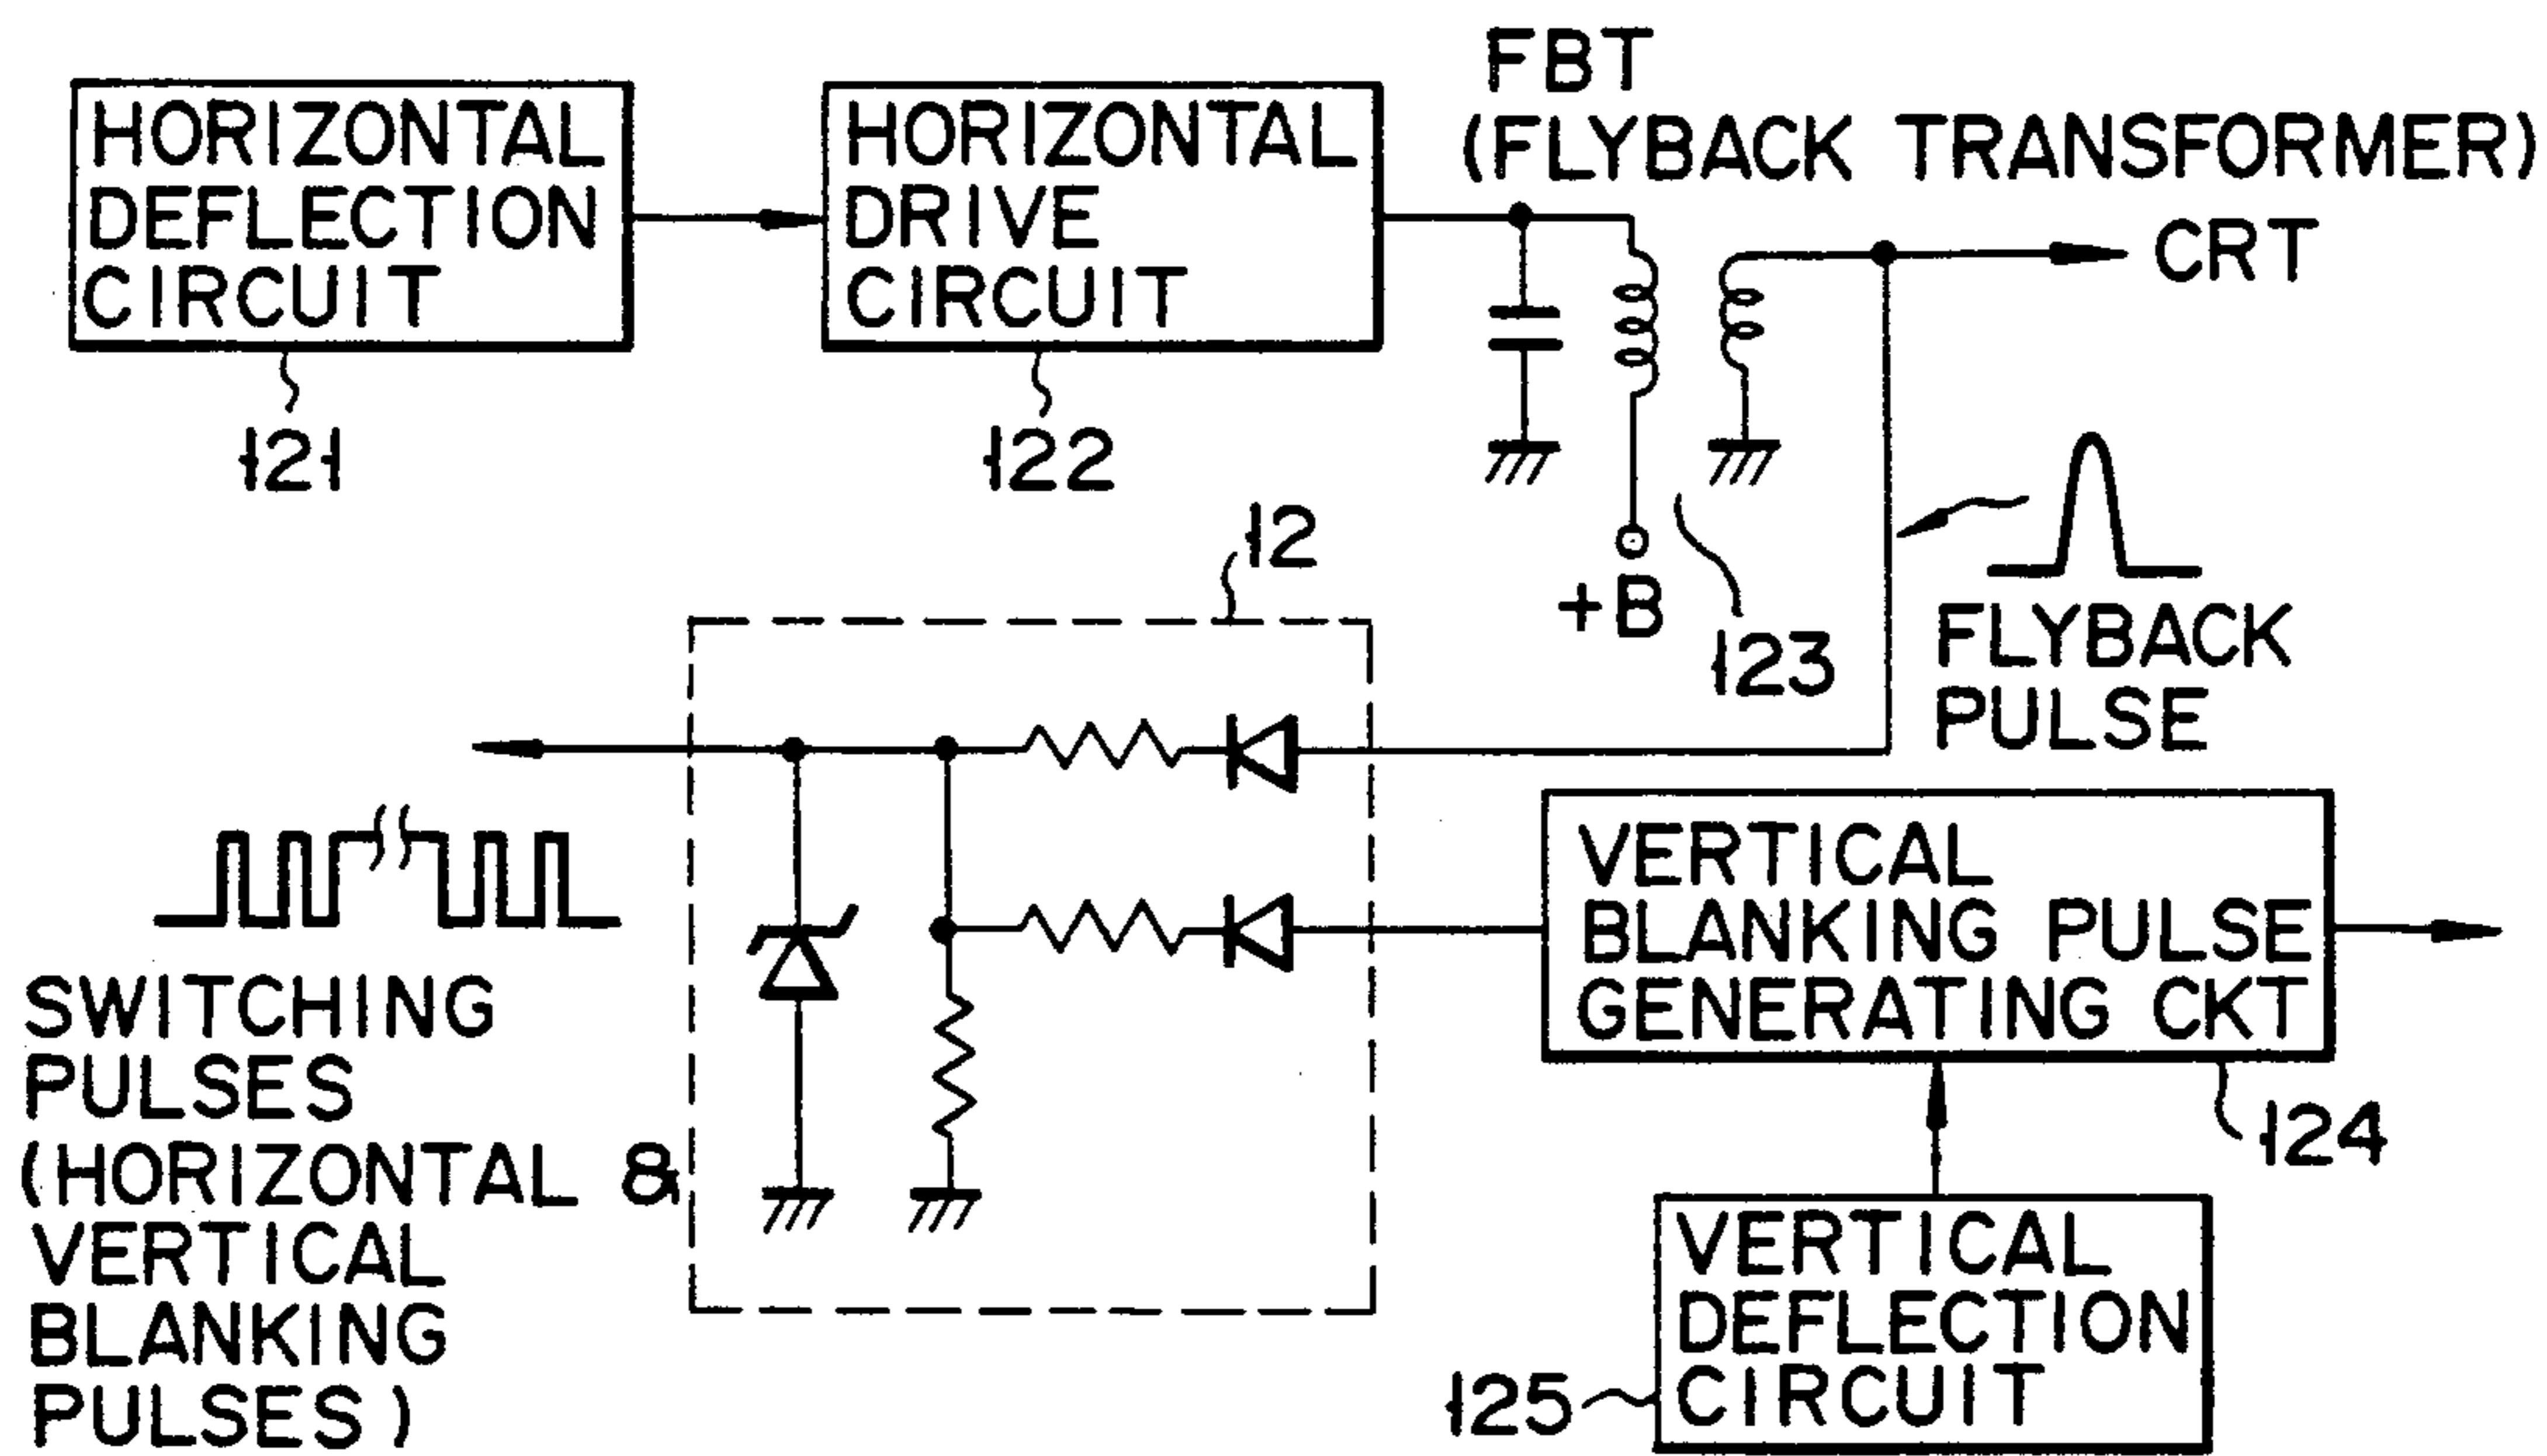 HORIZONTAL
DEFLECTION
CIRCUIT
121
HORIZONTAL
DRIVE
CIRCUIT
122
FBT
(FLYBACK TRANSFORMER)
CRT
+B
123
FLYBACK
PULSE
12
SWITCHING
PULSES
(HORIZONTAL &
VERTICAL
BLANKING
PULSES)
VERTICAL
BLANKING PULSE
GENERATING CKT
124
VERTICAL
DEFLECTION
CIRCUIT
125